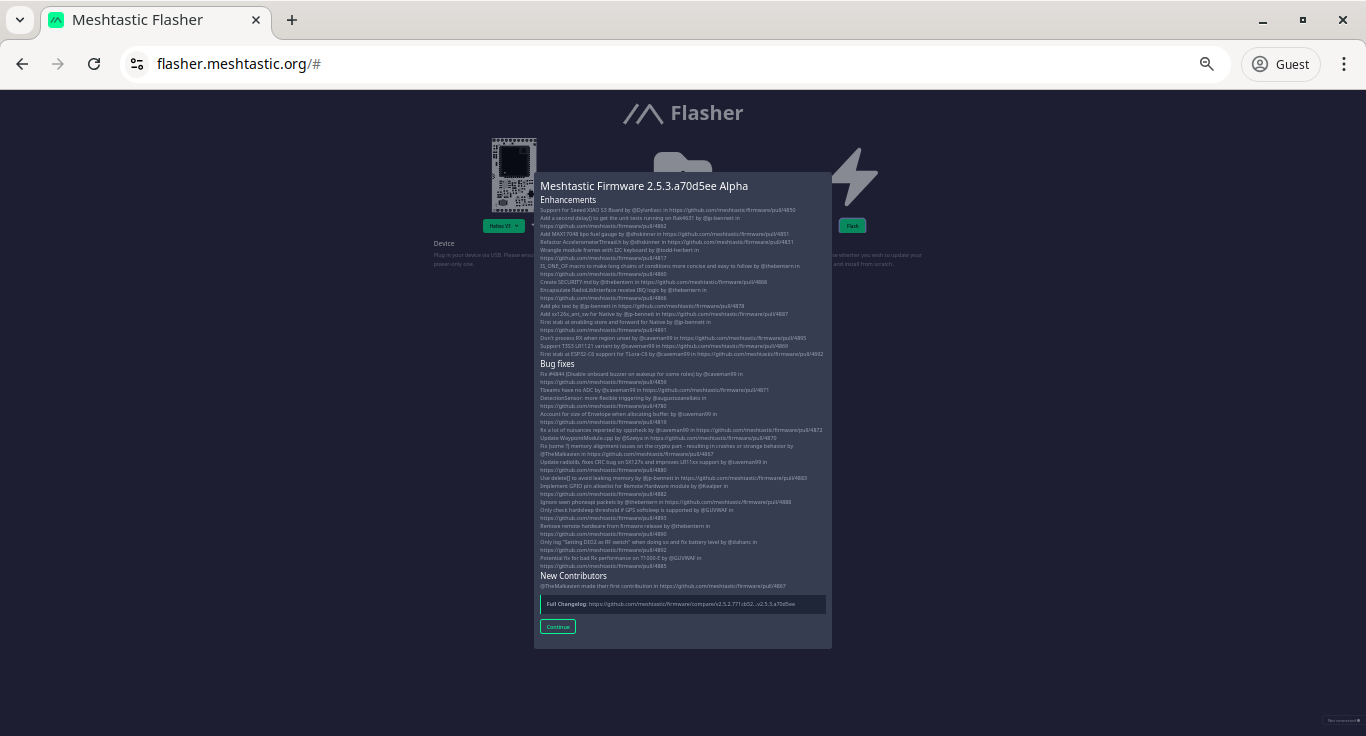 Meshtastic Flasher
flasher.meshtastic.org/#
Guest
Flasher
Heltec V3
Flash
Device
Plug in your device via USB. Please ensu
power-only one.
se whether you wish to update your
and install from scratch.
Meshtastic Firmware 2.5.3.a70d5ee Alpha
Enhancements
Support for Seeed XIAO S3 Board by @Dylanliacc in https://github.com/meshtastic/firmware/pull/4850
Add a second delay() to get the unit tests running on Rak4631 by @jp-bennett in
https://github.com/meshtastic/firmware/pull/4862
Add MAX17048 lipo fuel gauge by @dhskinner in https://github.com/meshtastic/firmware/pull/4851
Refactor AccelerometerThread.h by @dhskinner in https://github.com/meshtastic/firmware/pull/4831
Wrangle module frames with I2C keyboard by @todd-herbert in
https://github.com/meshtastic/firmware/pull/4817
IS_ONE_OF macro to make long chains of conditions more concise and easy to follow by @thebentern in
https://github.com/meshtastic/firmware/pull/4860
Create SECURITY.md by @thebentern in https://github.com/meshtastic/firmware/pull/4868
Encapsulate RadioLibInterface receive IRQ logic by @thebentern in
https://github.com/meshtastic/firmware/pull/4866
Add pkc test by @jp-bennett in https://github.com/meshtastic/firmware/pull/4878
Add sx126x_ant_sw for Native by @jp-bennett in https://github.com/meshtastic/firmware/pull/4887
First stab at enabling store and forward for Native by @jp-bennett in
https://github.com/meshtastic/firmware/pull/4891
Don't process RX when region unset by @caveman99 in https://github.com/meshtastic/firmware/pull/4895
Support T3S3 LR1121 variant by @caveman99 in https://github.com/meshtastic/firmware/pull/4869
First stab at ESP32-C6 support for TLora-C6 by @caveman99 in https://github.com/meshtastic/firmware/pull/4902
Bug fixes
Fix #4844 (Disable onboard buzzer on wakeup for some roles) by @caveman99 in
https://github.com/meshtastic/firmware/pull/4859
Tbeams have no ADC by @caveman99 in https://github.com/meshtastic/firmware/pull/4871
DetectionSensor: more flexible triggering by @augustozanellato in
https://github.com/meshtastic/firmware/pull/4780
Account for size of Envelope when allocating buffer by @caveman99 in
https://github.com/meshtastic/firmware/pull/4819
fix a lot of nuisances reported by cppcheck by @caveman99 in https://github.com/meshtastic/firmware/pull/4872
Update WaypointModule.cpp by @Szetya in https://github.com/meshtastic/firmware/pull/4870
Fix (some ?) memory alignment issues on the crypto part - resulting in crashes or strange behavior by
@TheMalkavien in https://github.com/meshtastic/firmware/pull/4867
Update radiolib, fixes CRC bug on SX127x and improves LR11xx support by @caveman99 in
https://github.com/meshtastic/firmware/pull/4880
Use delete[] to avoid leaking memory by @jp-bennett in https://github.com/meshtastic/firmware/pull/4883
Implement GPIO pin allowlist for Remote Hardware module by @Kealper in
https://github.com/meshtastic/firmware/pull/4882
Ignore seen phoneapi packets by @thebentern in https://github.com/meshtastic/firmware/pull/4888
Only check hardsleep threshold if GPS softsleep is supported by @GUVWAF in
https://github.com/meshtastic/firmware/pull/4893
Remove remote hardware from firmware release by @thebentern in
https://github.com/meshtastic/firmware/pull/4890
Only log "Setting DIO2 as RF switch" when doing so and fix battery level by @dahanc in
https://github.com/meshtastic/firmware/pull/4892
Potential fix for bad Rx performance on T1000-E by @GUVWAF in
https://github.com/meshtastic/firmware/pull/4885
New Contributors
@TheMalkavien made their first contribution in https://github.com/meshtastic/firmware/pull/4867
Full Changelog: https://github.com/meshtastic/firmware/compare/v2.5.2.771cb52...v2.5.3.a70d5ee
Continue
Not connected